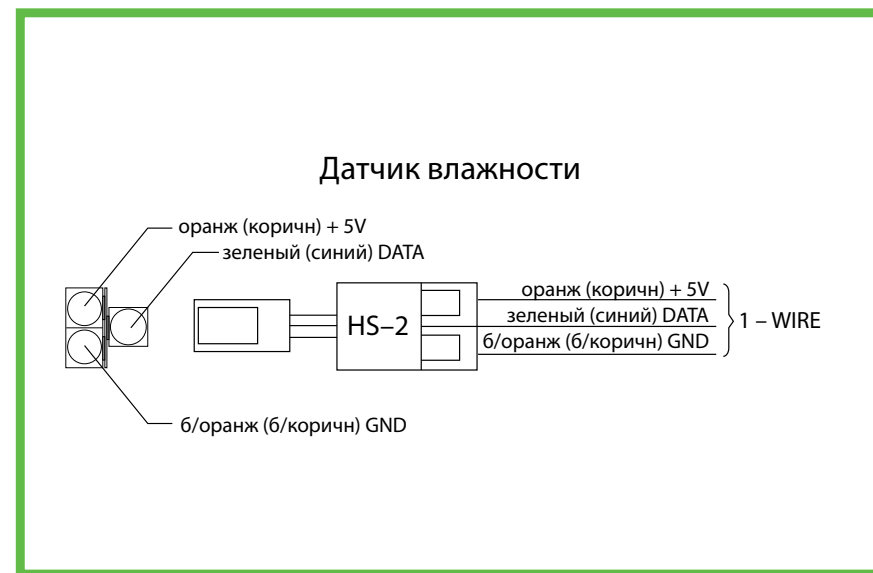 Датчик влажности
оранж (коричн) + 5V
зеленый (синий) DATA
HS–2
оранж (коричн) + 5V
зеленый (синий) DATA
б/оранж (б/коричн) GND
1 – WIRE
б/оранж (б/коричн) GND